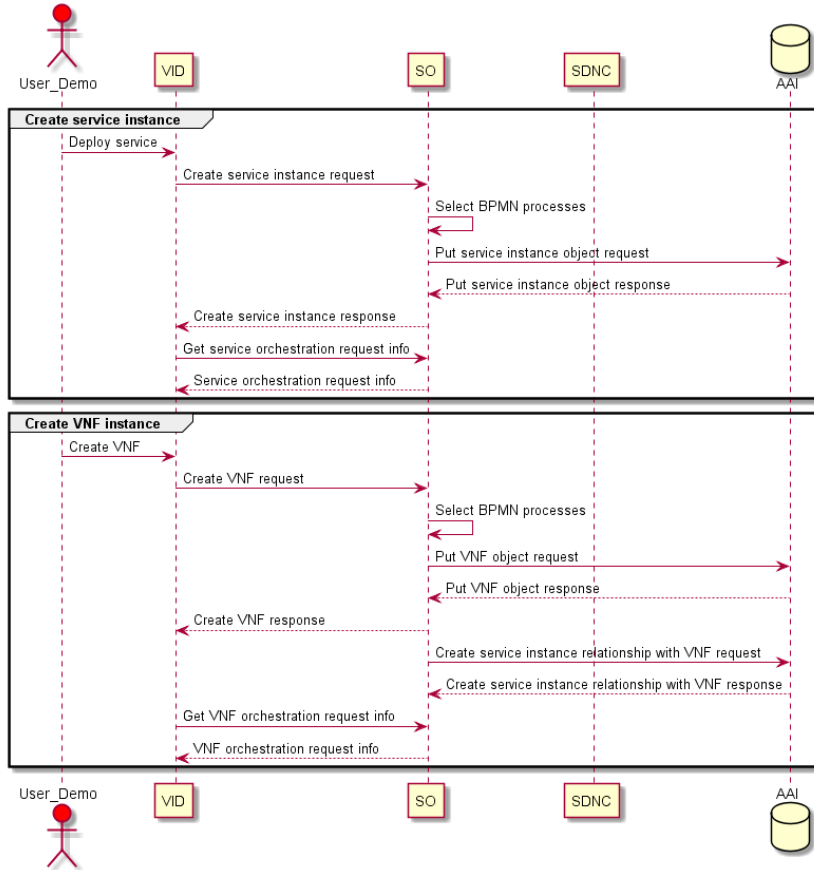 User_Demo
VID
SO
SDNC
AAI
Create service instance
Deploy service
Create service instance request
Select BPMN processes
Put service instance object request
Put service instance object response
Create service instance response
Get service orchestration request info
Service orchestration request info
Create VNF instance
Create VNF
Create VNF request
Select BPMN processes
Put VNF object request
Put VNF object response
Create VNF response
Create service instance relationship with VNF request
Create service instance relationship with VNF response
Get VNF orchestration request info
VNF orchestration request info
User_Demo
VID
SO
SDNC
AAI